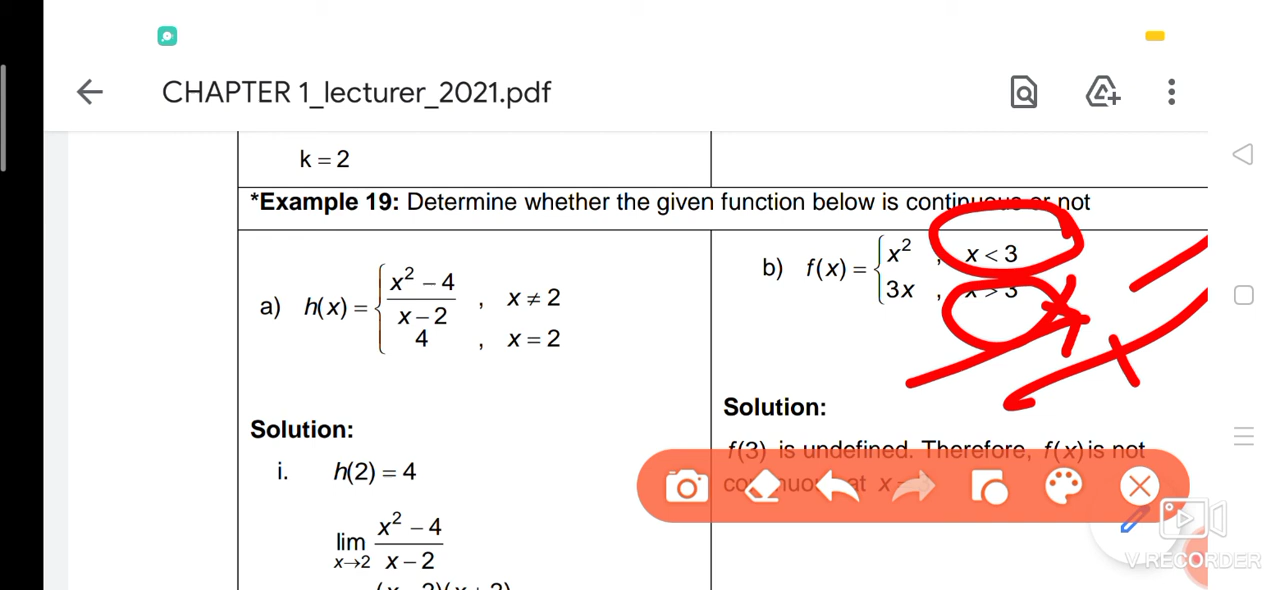 CHAPTER 1_lecturer_2021.pdf
k = 2
*Example 19: Determine whether the given function below is continuous or not
a) h(x) = { (x² – 4)/(x – 2) , x ≠ 2
4 , x = 2
b) f(x) = { x² , x < 3
3x , x > 3
Solution:
i. h(2) = 4
lim x→2 (x² – 4)/(x – 2)
Solution:
f(3) is undefined. Therefore, f(x) is not
at x
V RECORDER